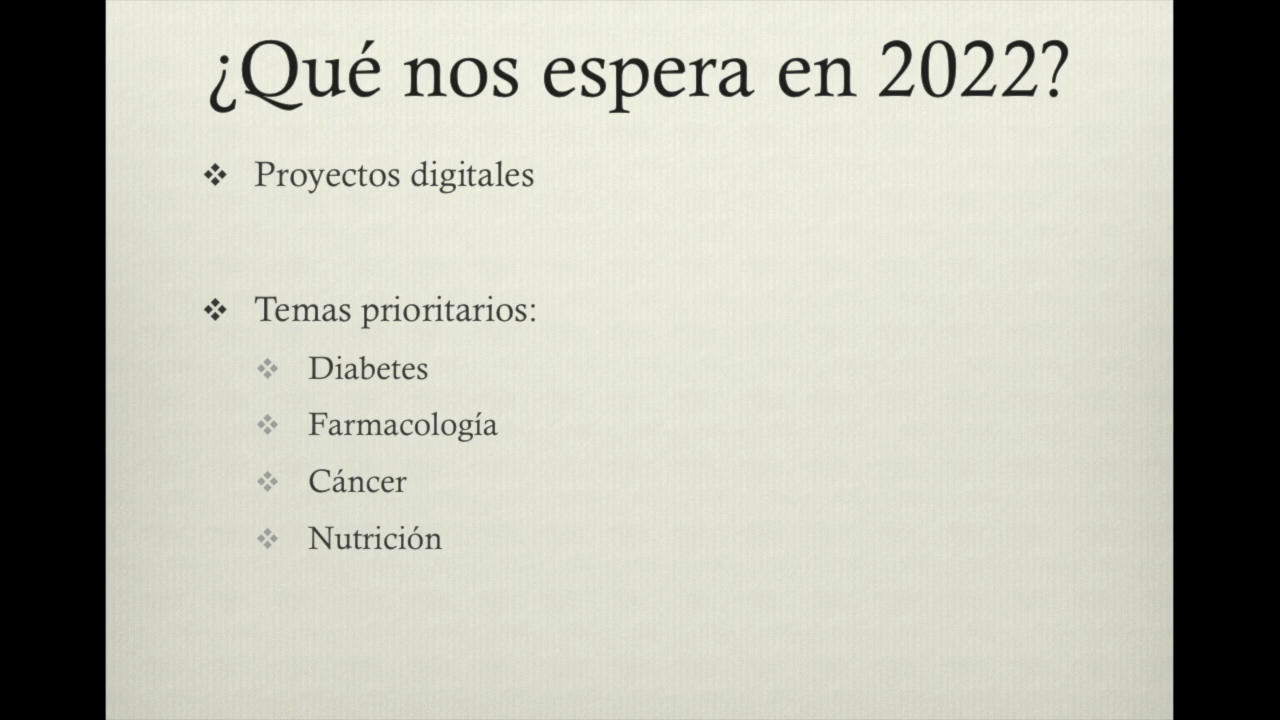 ¿Qué nos espera en 2022?
❖ Proyectos digitales
❖ Temas prioritarios:
❖ Diabetes
❖ Farmacología
❖ Cáncer
❖ Nutrición